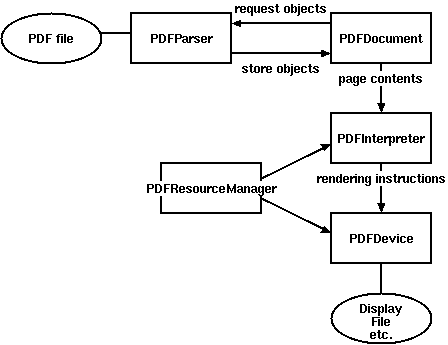 request objects
PDF file
PDFParser
PDFDocument
store objects
page contents
PDFInterpreter
PDFResourceManager
rendering instructions
PDFDevice
Display
File
etc.